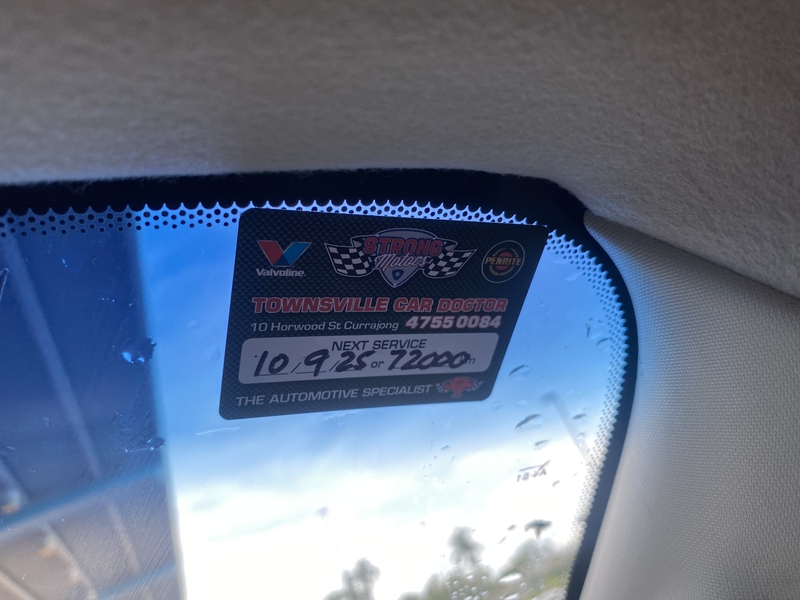 Valvoline
STRONG
Motors
PENRITE
TOWNSVILLE CAR DOCTOR
10 Horwood St Currajong 4755 0084
NEXT SERVICE
10/9/25 or 72000km
THE AUTOMOTIVE SPECIALIST